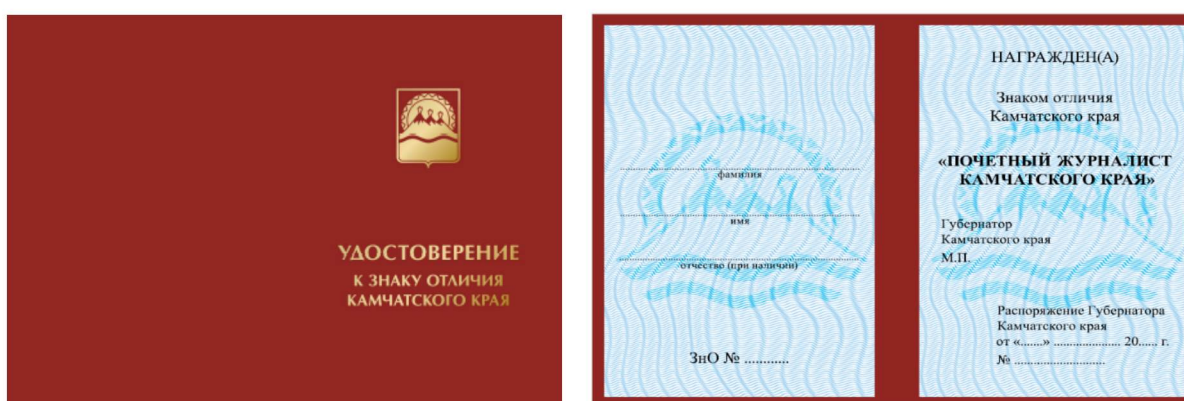 УДОСТОВЕРЕНИЕ
К ЗНАКУ ОТЛИЧИЯ
КАМЧАТСКОГО КРАЯ
фамилия
имя
отчество (при наличии)
ЗнО № ............
НАГРАЖДЕН(А)
Знаком отличия
Камчатского края
«ПОЧЕТНЫЙ ЖУРНАЛИСТ
КАМЧАТСКОГО КРАЯ»
Губернатор
Камчатского края
М.П.
Распоряжение Губернатора
Камчатского края
от «.......» ...................... 20...... г.
№ ..............................